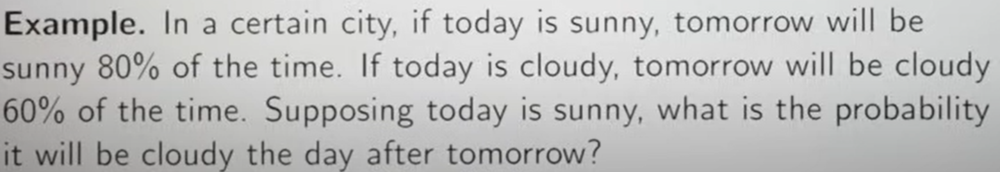 Example. In a certain city, if today is sunny, tomorrow will be
sunny 80% of the time. If today is cloudy, tomorrow will be cloudy
60% of the time. Supposing today is sunny, what is the probability
it will be cloudy the day after tomorrow?